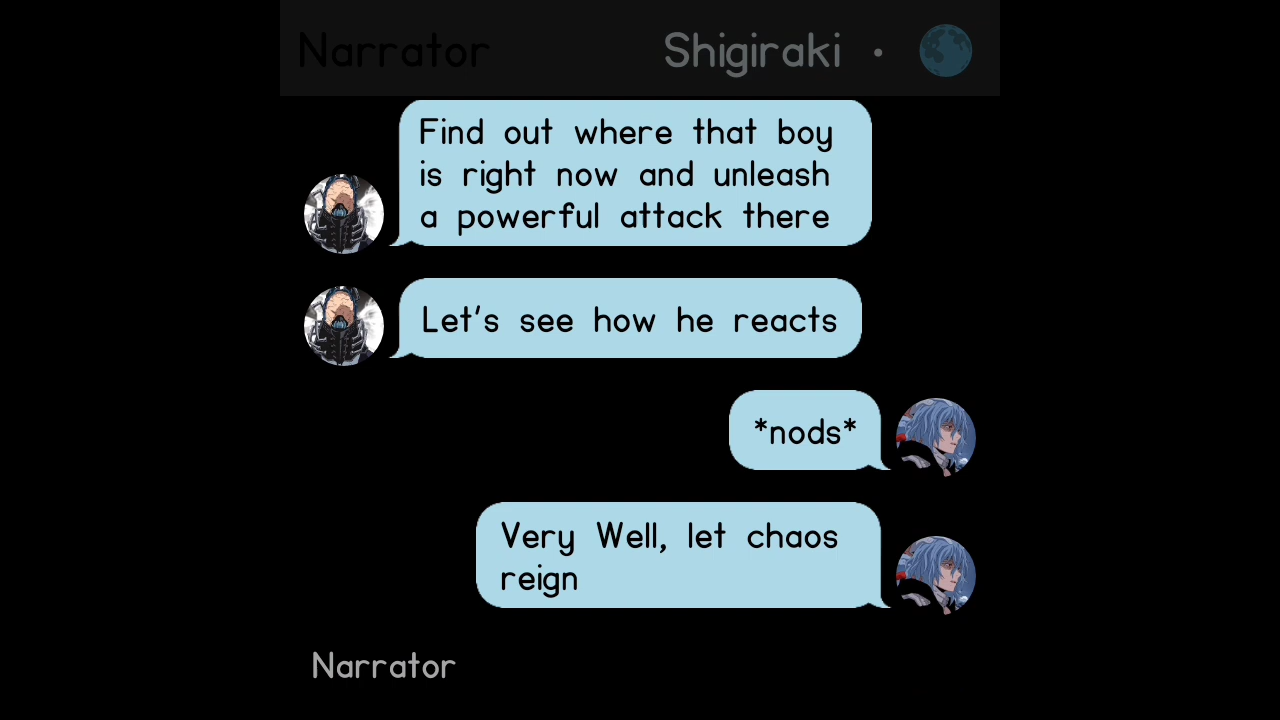 Narrator
Shigiraki •
Find out where that boy
is right now and unleash
a powerful attack there
Let's see how he reacts
*nods*
Very Well, let chaos
reign
Narrator